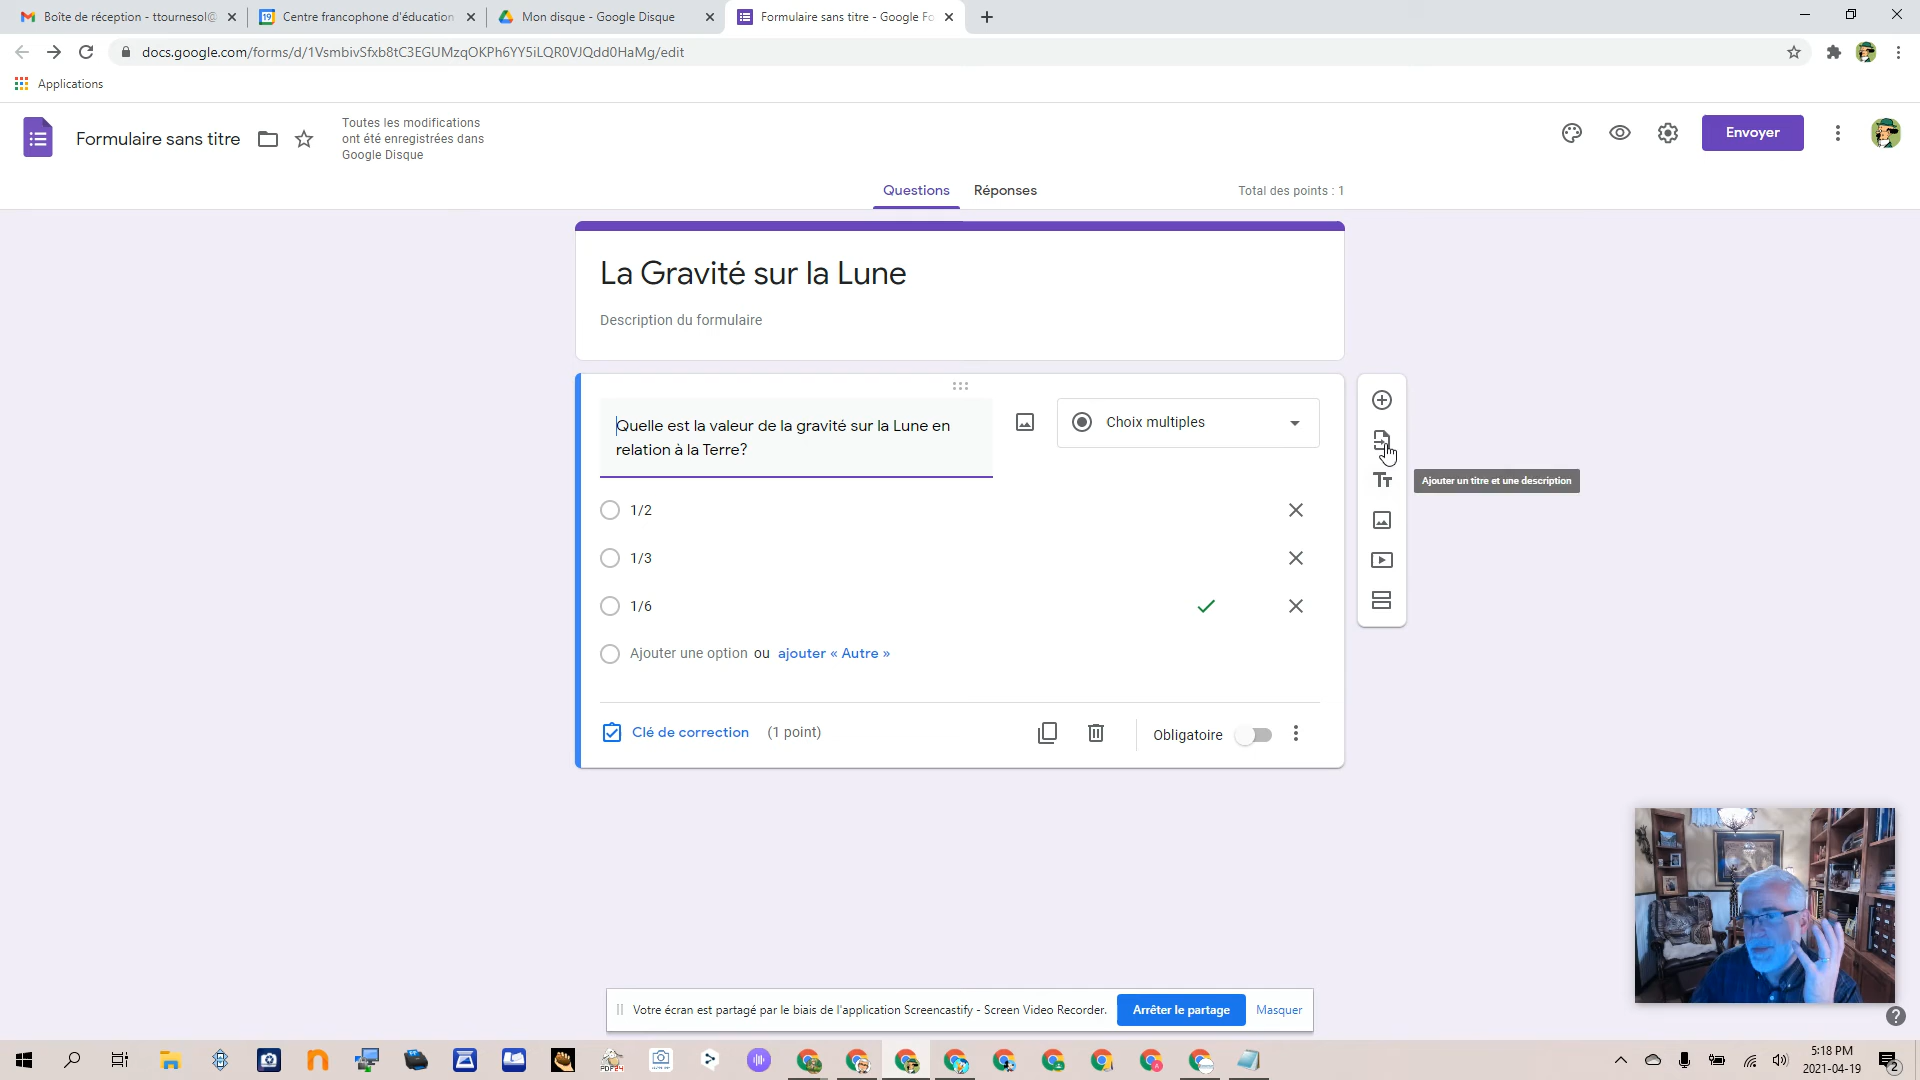 Boîte de réception - ttournesol@
Centre francophone d'éducation
Mon disque - Google Disque
Formulaire sans titre - Google Fo
docs.google.com/forms/d/1VsmbivSfxb8tC3EGUMzqOKPh6YY5iLQR0VJQdd0HaMg/edit
Applications
Formulaire sans titre
Toutes les modifications
ont été enregistrées dans
Google Disque
Envoyer
Questions
Réponses
Total des points : 1
La Gravité sur la Lune
Description du formulaire
Quelle est la valeur de la gravité sur la Lune en
relation à la Terre?
Choix multiples
Ajouter un titre et une description
1/2
1/3
1/6
Ajouter une option ou ajouter « Autre »
Clé de correction (1 point)
Obligatoire
Votre écran est partagé par le biais de l'application Screencastify - Screen Video Recorder.
Arrêter le partage
Masquer
5:18 PM
2021-04-19